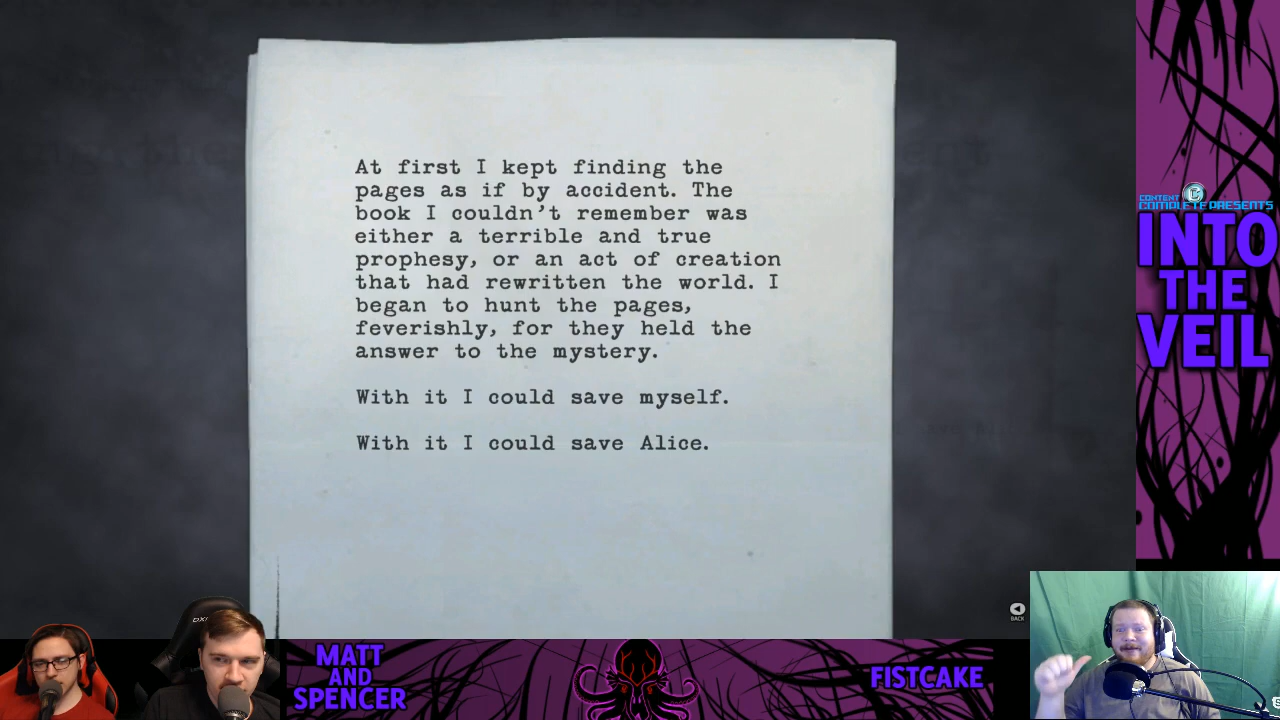 At first I kept finding the
pages as if by accident. The
book I couldn't remember was
either a terrible and true
prophesy, or an act of creation
that had rewritten the world. I
began to hunt the pages,
feverishly, for they held the
answer to the mystery.
With it I could save myself.
With it I could save Alice.
BACK
CONTENT
COMPLETE PRESENTS
INTO
THE
VEIL
MATT
AND
SPENCER
FISTCAKE